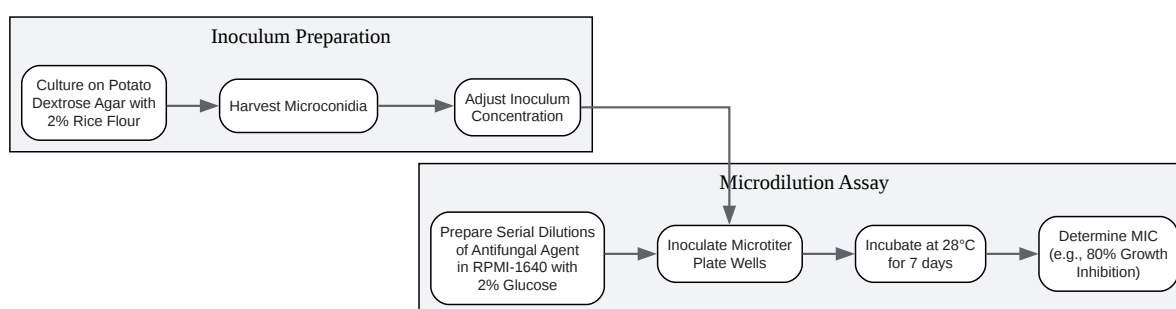 Inoculum Preparation
Culture on Potato
Dextrose Agar with
2% Rice Flour
Harvest Microconidia
Adjust Inoculum
Concentration
Microdilution Assay
Prepare Serial Dilutions
of Antifungal Agent
in RPMI-1640 with
2% Glucose
Inoculate Microtiter
Plate Wells
Incubate at 28°C
for 7 days
Determine MIC
(e.g., 80% Growth
Inhibition)